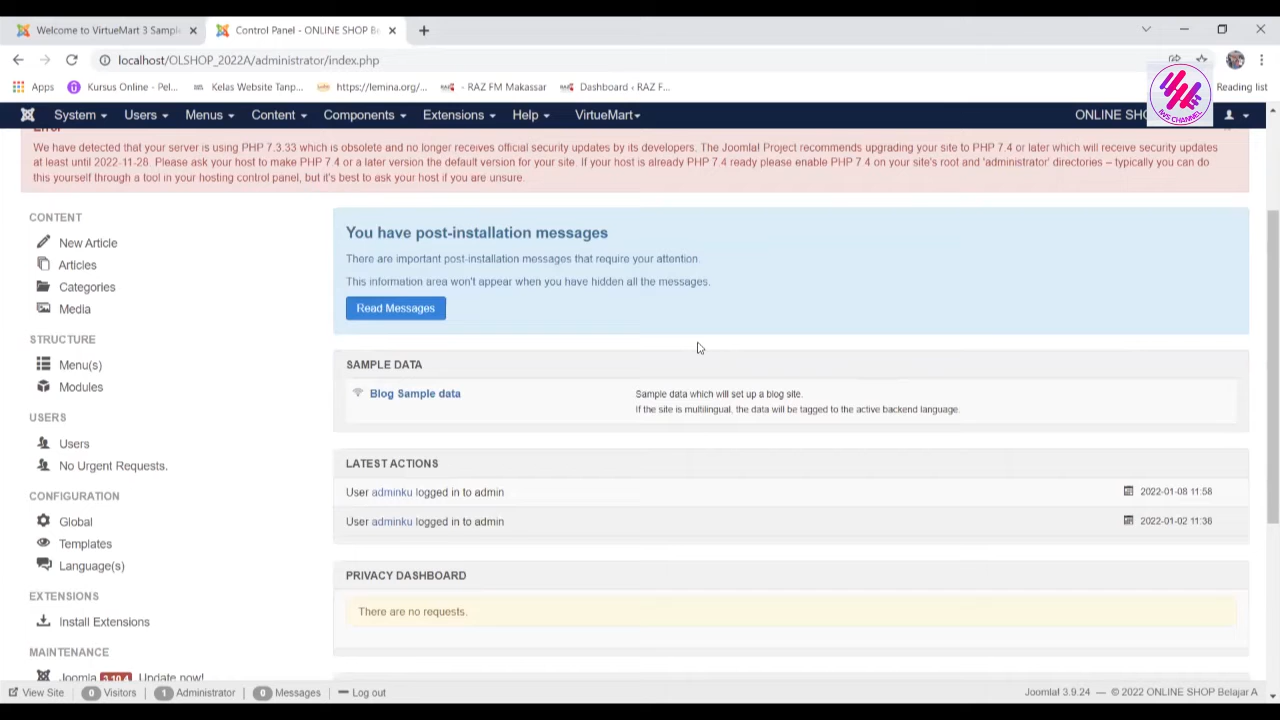 Welcome to VirtueMart 3 Sampl
Control Panel - ONLINE SHOP Be
localhost/OLSHOP_2022A/administrator/index.php
Apps
Kursus Online - Pel...
Kelas Website Tanp...
https://lemina.org/...
- RAZ FM Makassar
Dashboard ‹ RAZ F...
Reading list
System
Users
Menus
Content
Components
Extensions
Help
VirtueMart
ONLINE SHO
Error
We have detected that your server is using PHP 7.3.33 which is obsolete and no longer receives official security updates by its developers. The Joomla! Project recommends upgrading your site to PHP 7.4 or later which will receive security updates
at least until 2022-11-28. Please ask your host to make PHP 7.4 or a later version the default version for your site. If your host is already PHP 7.4 ready please enable PHP 7.4 on your site's root and 'administrator' directories – typically you can do
this yourself through a tool in your hosting control panel, but it's best to ask your host if you are unsure.
CONTENT
New Article
Articles
Categories
Media
STRUCTURE
Menu(s)
Modules
USERS
Users
No Urgent Requests.
CONFIGURATION
Global
Templates
Language(s)
EXTENSIONS
Install Extensions
MAINTENANCE
Joomla 3.10.4 Update now!
You have post-installation messages
There are important post-installation messages that require your attention.
This information area won't appear when you have hidden all the messages.
Read Messages
SAMPLE DATA
Blog Sample data
Sample data which will set up a blog site.
If the site is multilingual, the data will be tagged to the active backend language.
LATEST ACTIONS
User adminku logged in to admin
2022-01-08 11:58
User adminku logged in to admin
2022-01-02 11:38
PRIVACY DASHBOARD
There are no requests.
View Site
0 Visitors
1 Administrator
0 Messages
Log out
Joomla! 3.9.24 — © 2022 ONLINE SHOP Belajar A